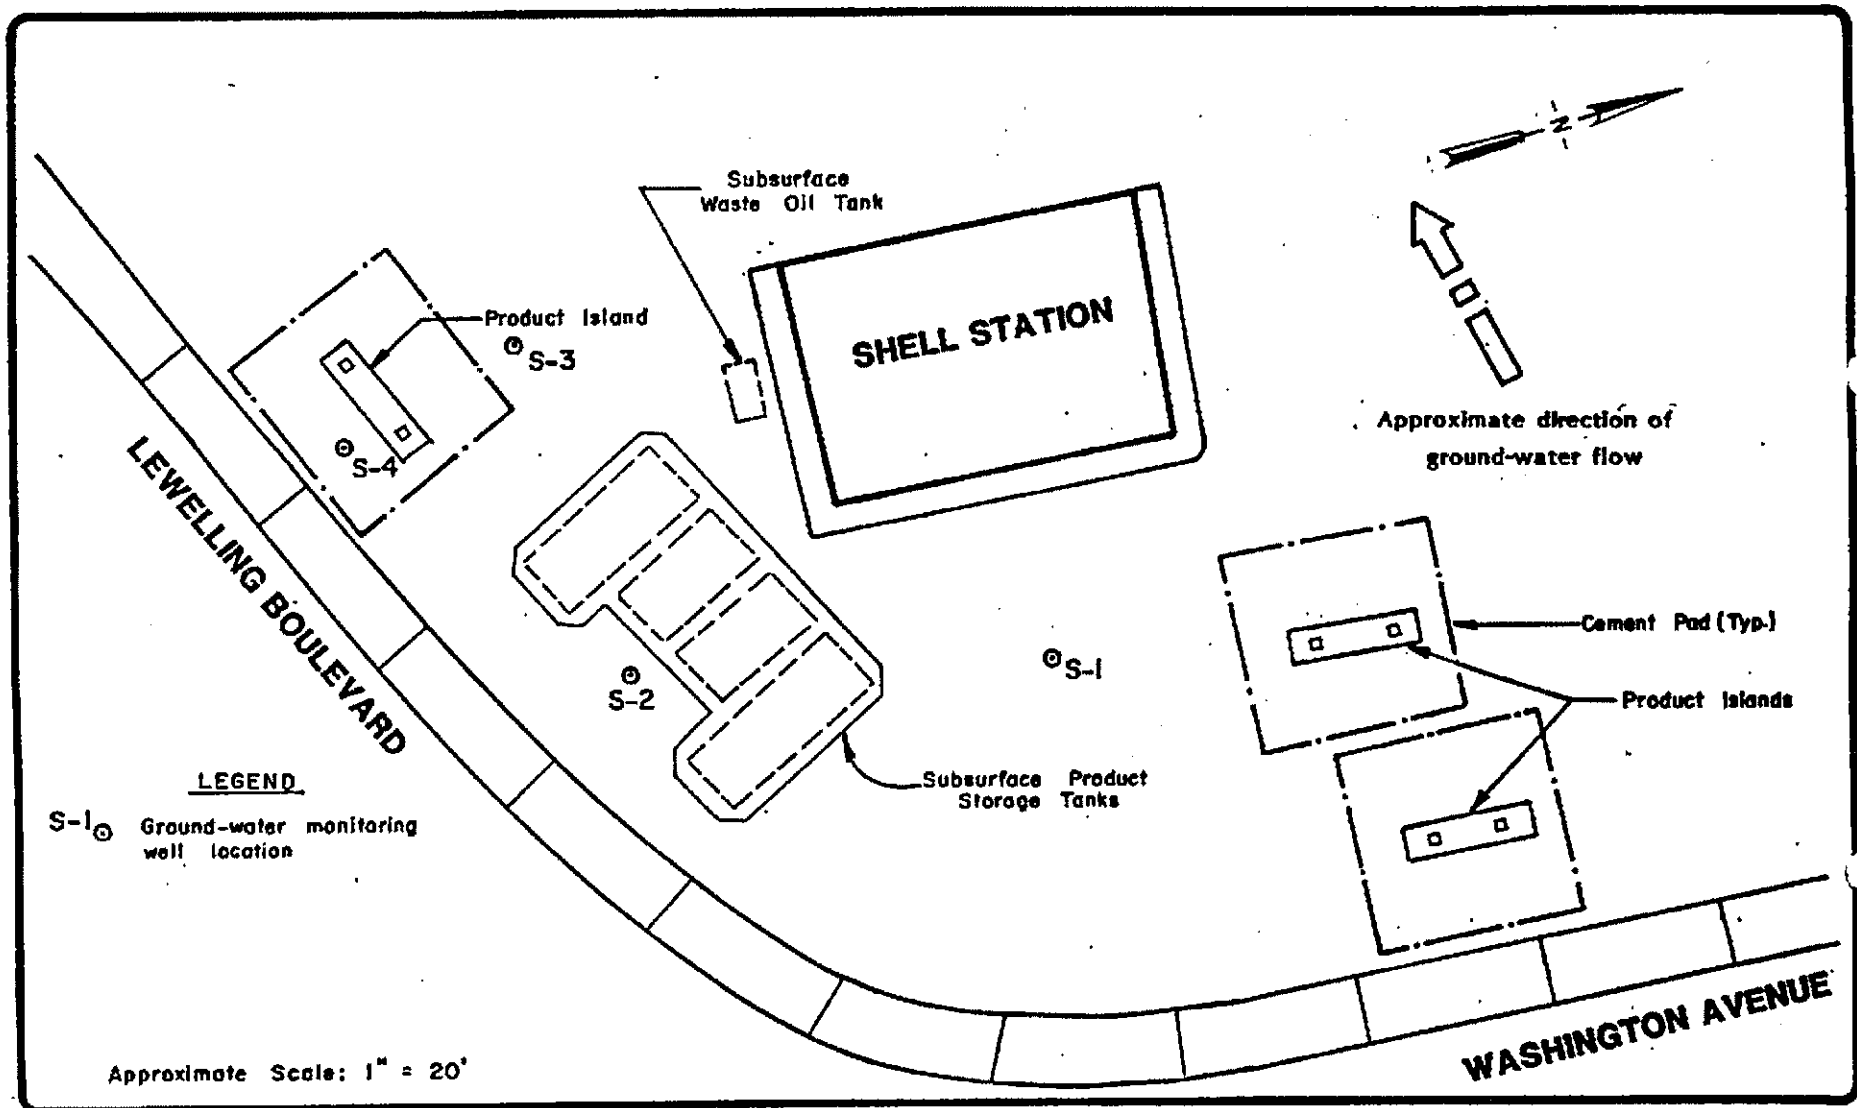 N
Subsurface
Waste Oil Tank
Product Island
S-3
SHELL STATION
S-4
Approximate direction of
ground-water flow
LEWELLING BOULEVARD
Cement Pad (Typ.)
S-1
S-2
Product Islands
Subsurface Product
Storage Tanks
LEGEND
S-1 Ground-water monitoring
well location
WASHINGTON AVENUE
Approximate Scale: 1" = 20'